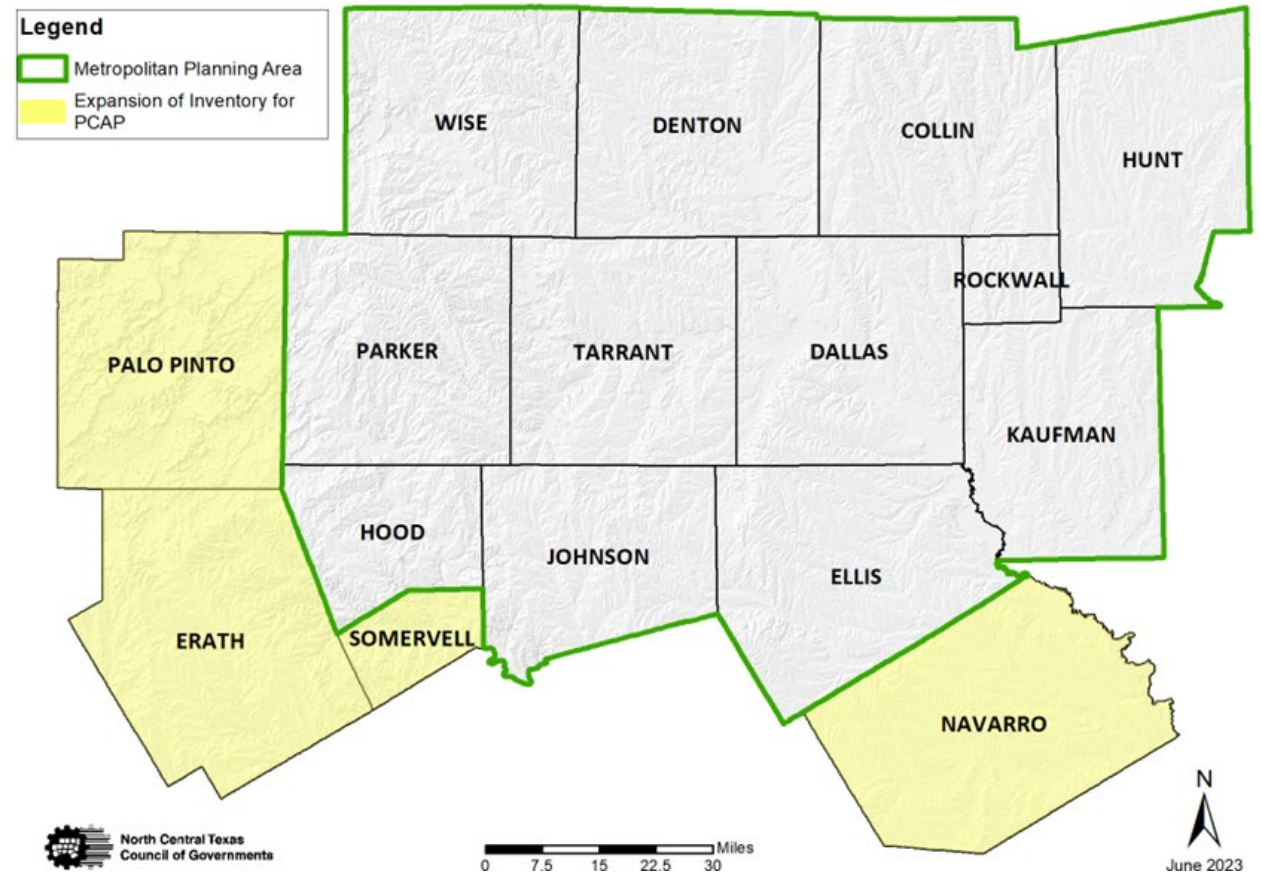 Legend
Metropolitan Planning Area
Expansion of Inventory for
PCAP
WISE
DENTON
COLLIN
HUNT
ROCKWALL
PALO PINTO
PARKER
TARRANT
DALLAS
KAUFMAN
HOOD
JOHNSON
ELLIS
ERATH
SOMERVELL
NAVARRO
N
North Central Texas
Council of Governments
Miles
0 7.5 15 22.5 30
June 2023